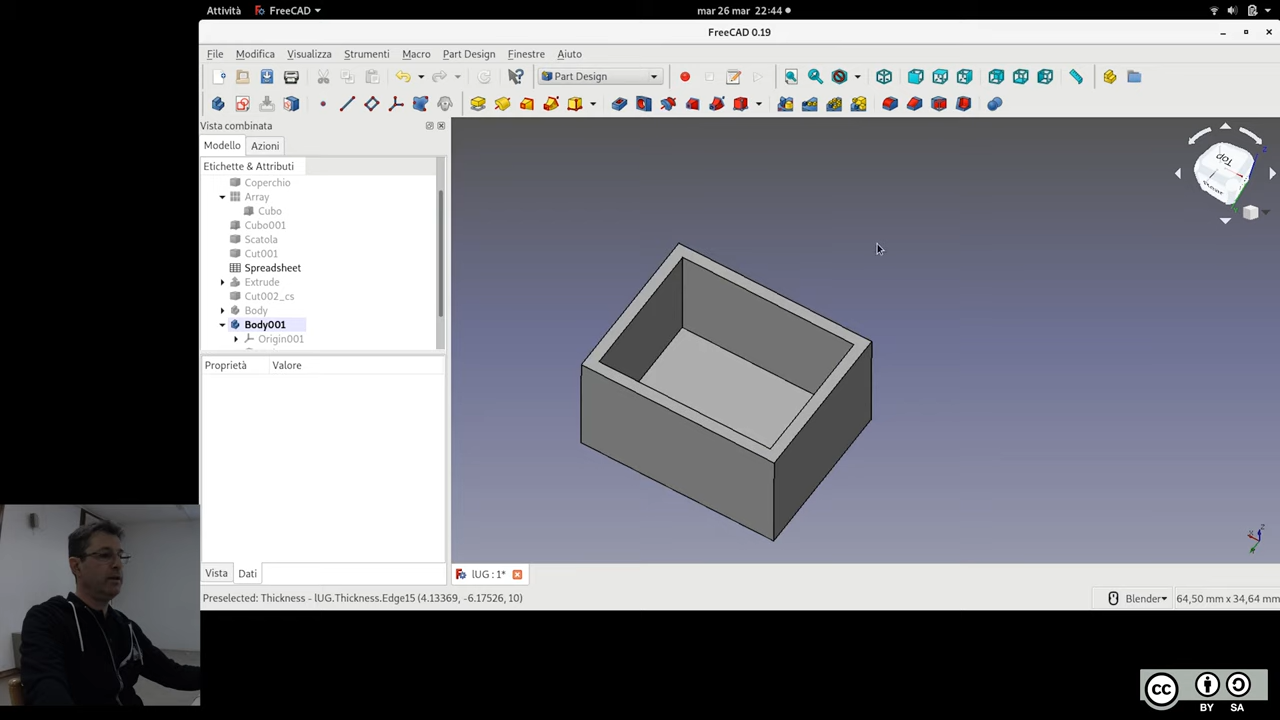 Attività FreeCAD mar 26 mar 22:44
FreeCAD 0.19
File Modifica Visualizza Strumenti Macro Part Design Finestre Aiuto
Part Design
Vista combinata
Modello Azioni
Etichette & Attributi
Coperchio
Array
Cubo
Cubo001
Scatola
Cut001
Spreadsheet
Extrude
Cut002_cs
Body
Body001
Origin001
Proprietà Valore
Top
Vista Dati
lUG : 1*
Preselected: Thickness - lUG.Thickness.Edge15 (4.13369, -6.17526, 10)
Blender 64,50 mm x 34,64 mm
CC BY SA